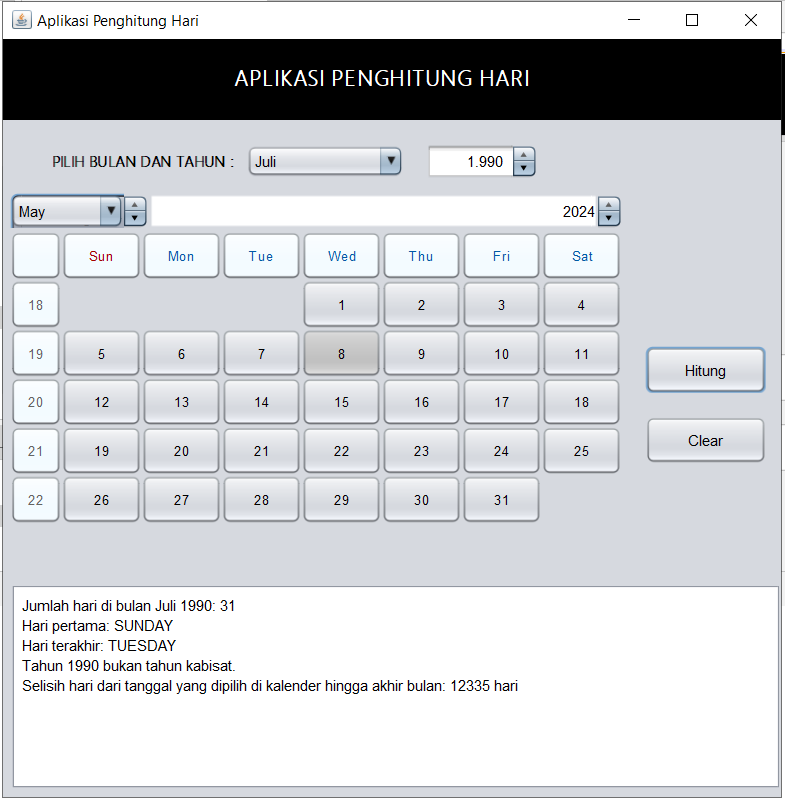 Aplikasi Penghitung Hari
APLIKASI PENGHITUNG HARI
PILIH BULAN DAN TAHUN : Juli 1.990
May 2024
Sun Mon Tue Wed Thu Fri Sat
18 1 2 3 4
19 5 6 7 8 9 10 11
20 12 13 14 15 16 17 18
21 19 20 21 22 23 24 25
22 26 27 28 29 30 31
Hitung
Clear
Jumlah hari di bulan Juli 1990: 31
Hari pertama: SUNDAY
Hari terakhir: TUESDAY
Tahun 1990 bukan tahun kabisat.
Selisih hari dari tanggal yang dipilih di kalender hingga akhir bulan: 12335 hari